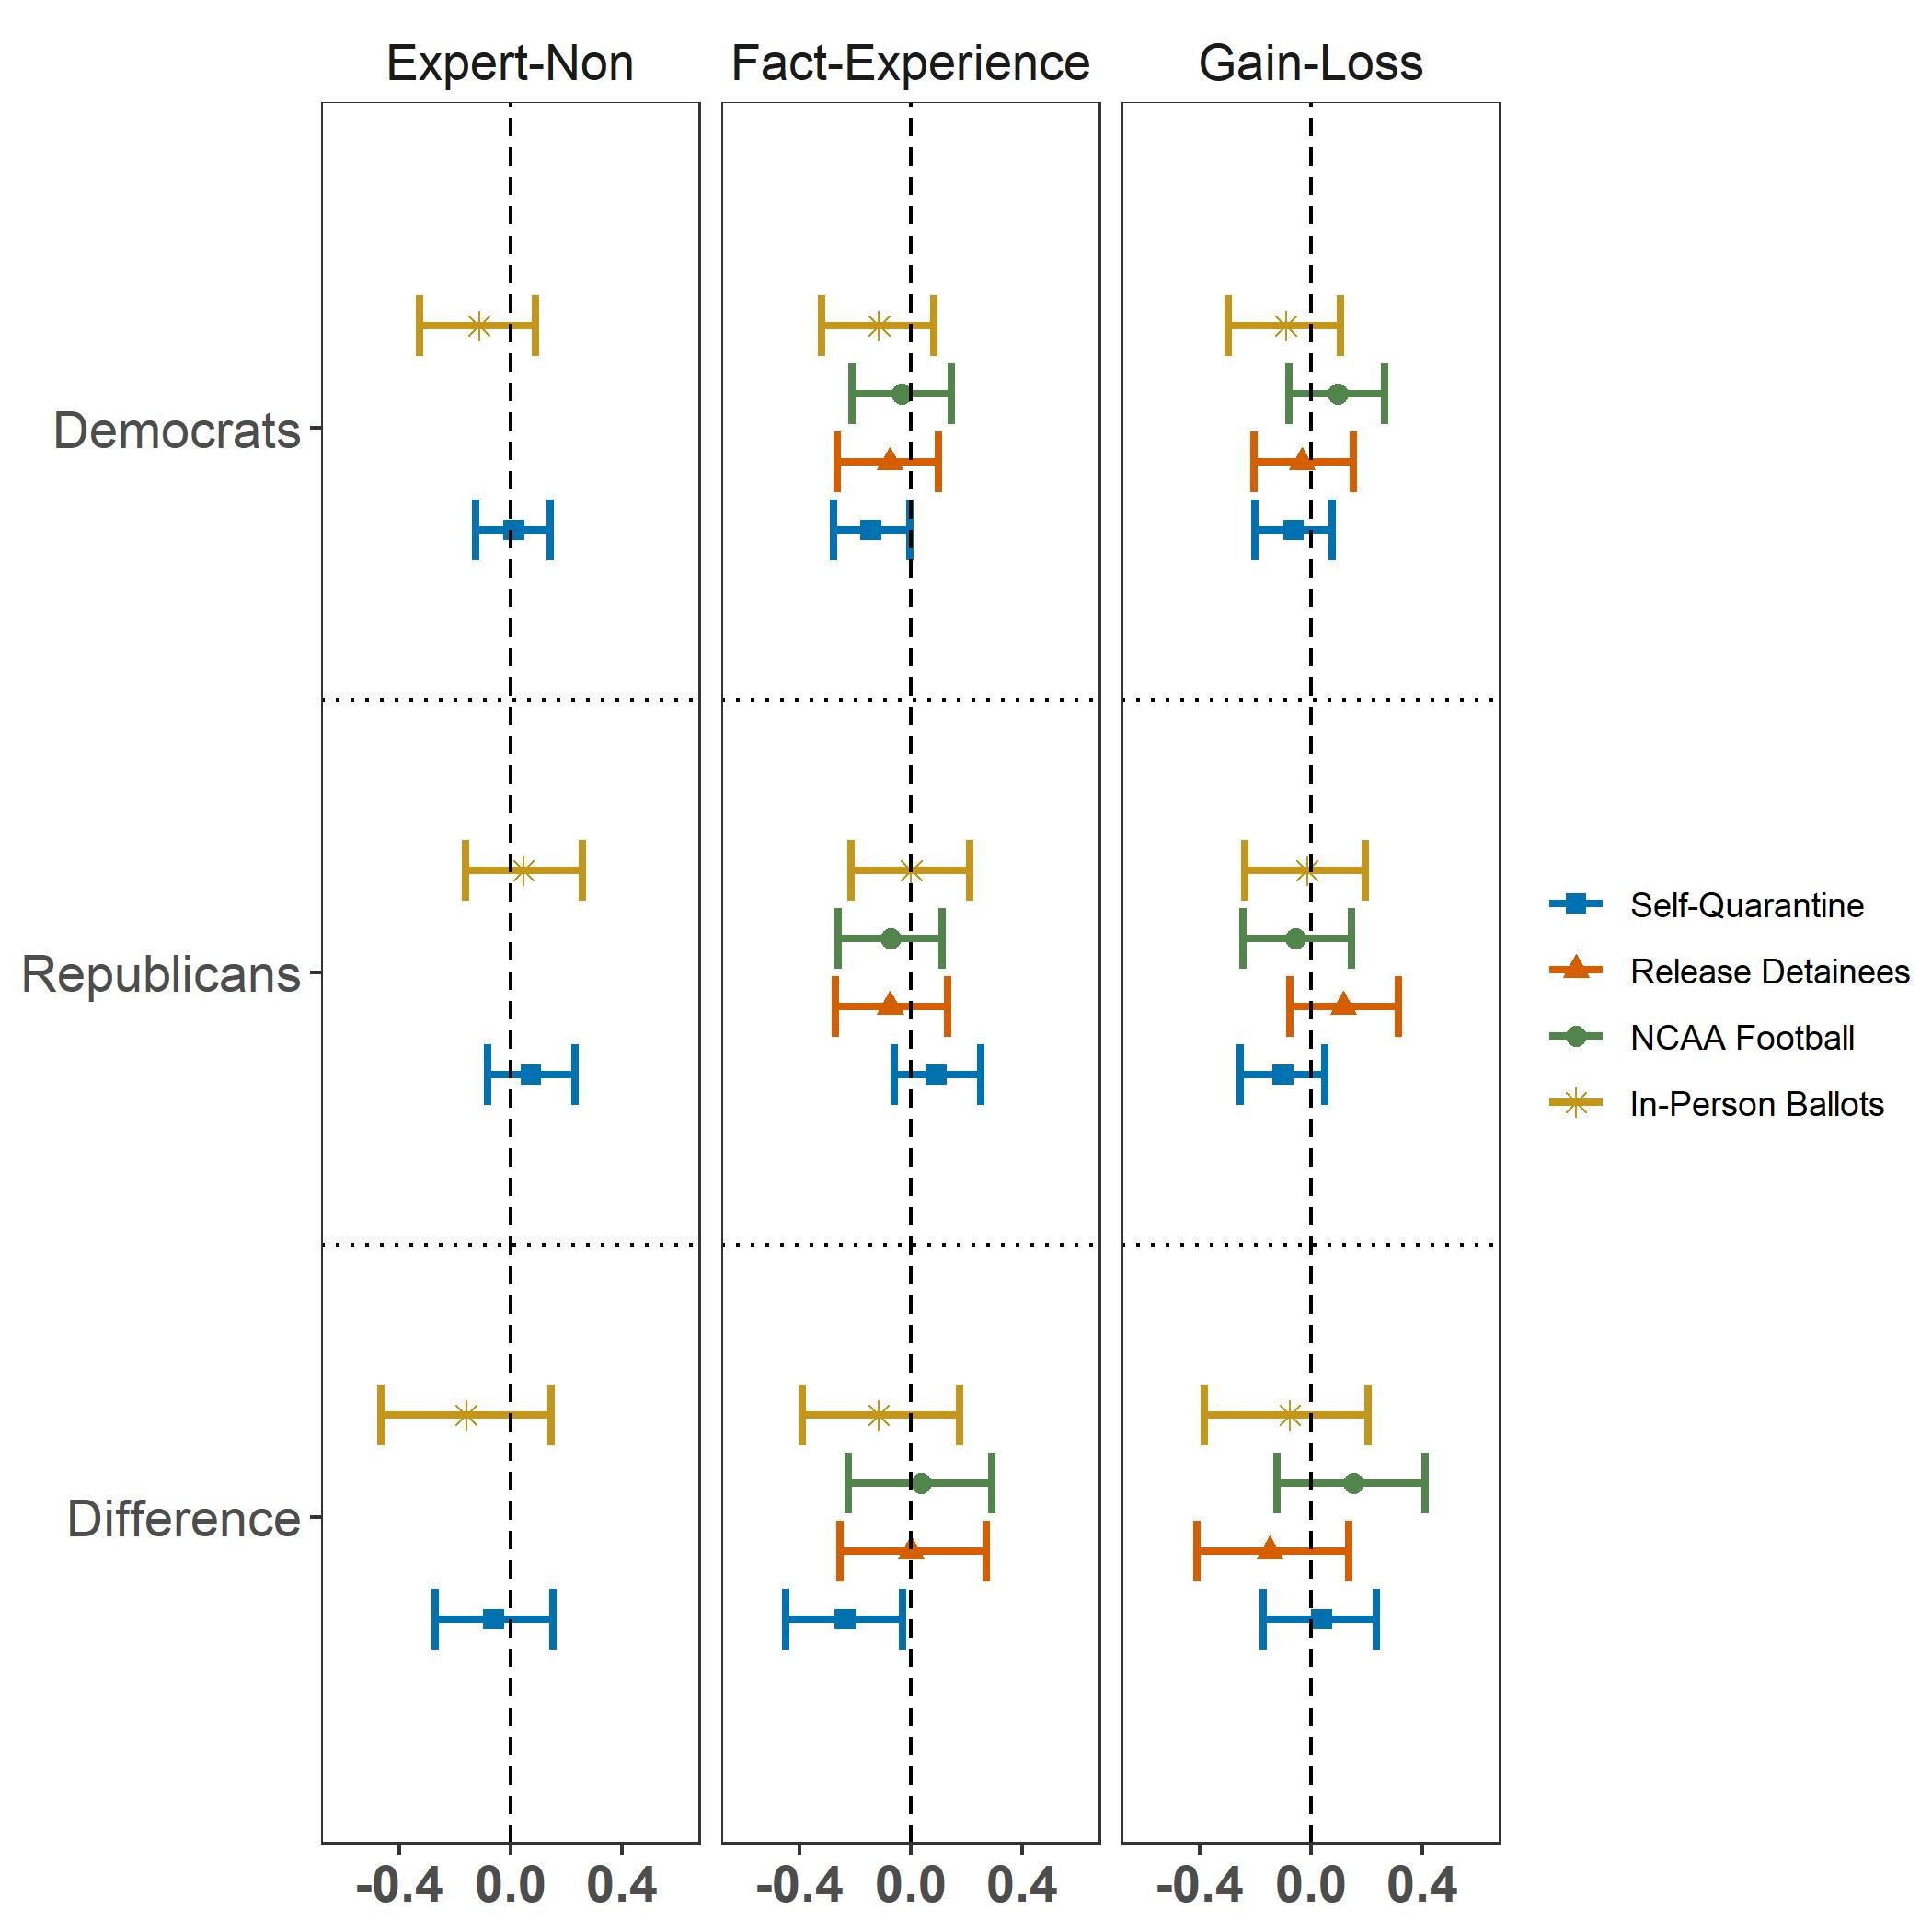 Expert-Non Fact-Experience Gain-Loss
Democrats
Republicans
Difference
Self-Quarantine
Release Detainees
NCAA Football
In-Person Ballots
-0.4 0.0 0.4 -0.4 0.0 0.4 -0.4 0.0 0.4